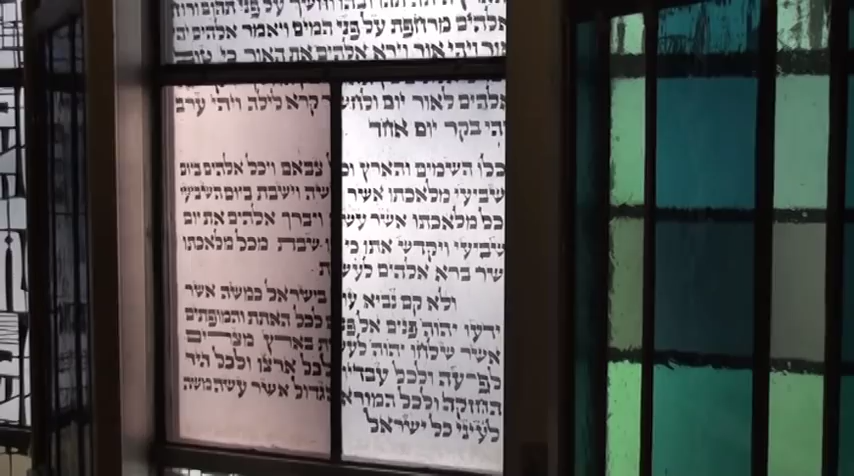 אלהים מרחפת על פני המים ויאמר אלהים
ויהי אור וירא אלהים את האור כי טוב
אלהים לאור יום ולחשך קרא לילה ויהי ערב
ויהי בקר יום אחד
ויכלו השמים והארץ וכל צבאם ויכל אלהים ביום
השביעי מלאכתו אשר עשה וישבת ביום השביעי
מכל מלאכתו אשר עשה ויברך אלהים את יום
השביעי ויקדש אתו כי בו שבת מכל מלאכתו
אשר ברא אלהים לעשות
ולא קם נביא עוד בישראל כמשה אשר
ידעו יהוה פנים אל פנים לכל האתת והמופתים
אשר שלחו יהוה לעשות בארץ מצרים
לפרעה ולכל עבדיו ולכל ארצו ולכל היד
החזקה ולכל המורא הגדול אשר עשה משה
לעיני כל ישראל